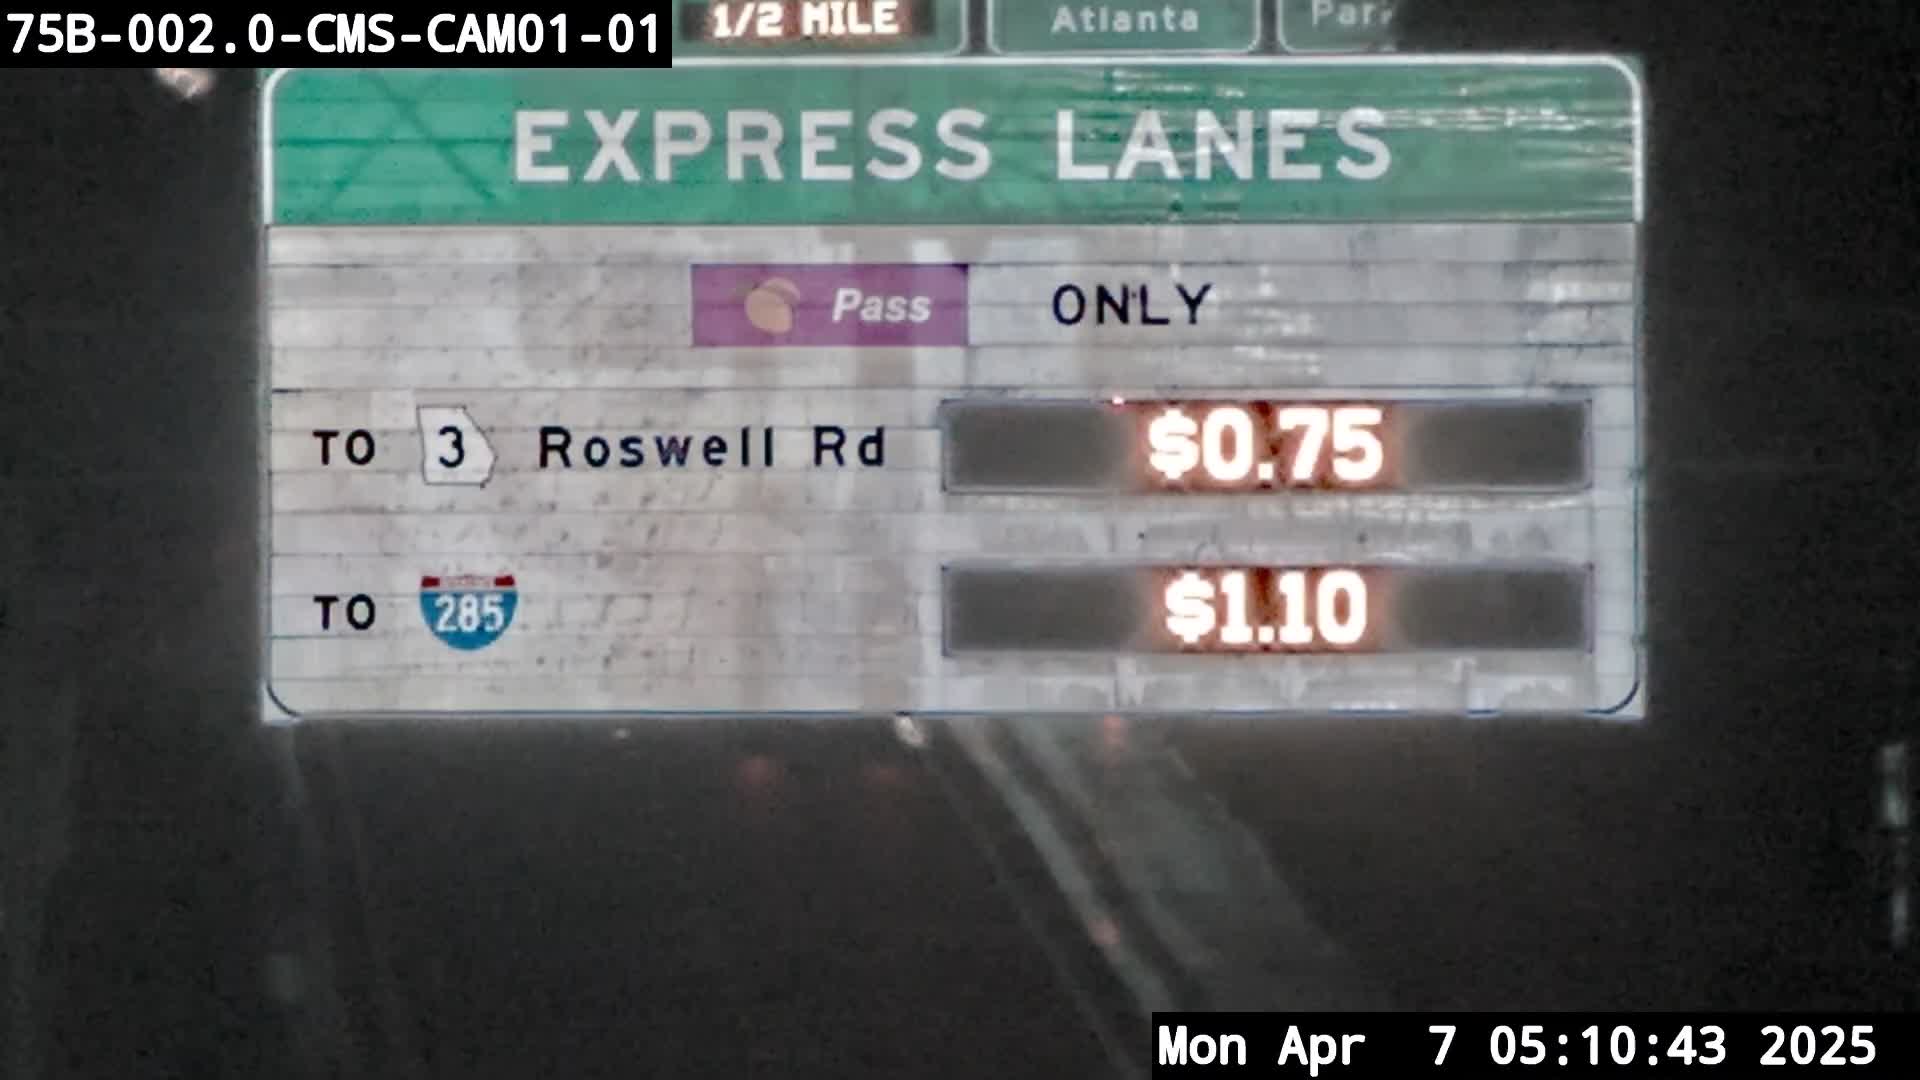 75B-002.0-CMS-CAM01-01
1/2 MILE
Atlanta
EXPRESS LANES
Pass ONLY
TO 3 Roswell Rd $0.75
TO 285 $1.10
Mon Apr 7 05:10:43 2025